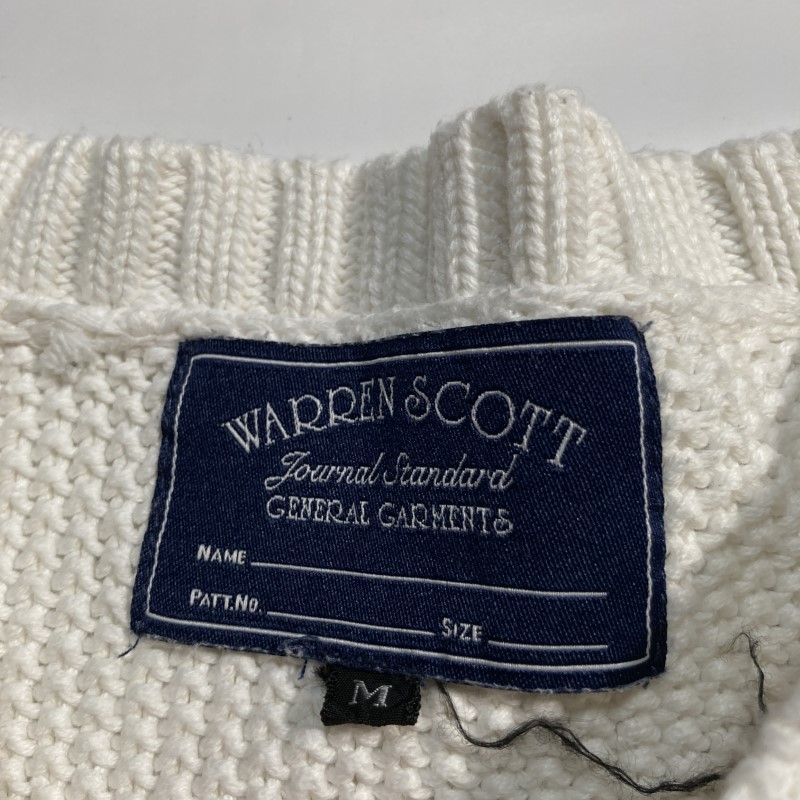 WARREN SCOTT
Journal Standard
GENERAL GARMENTS
NAME
PATT.NO. SIZE
M